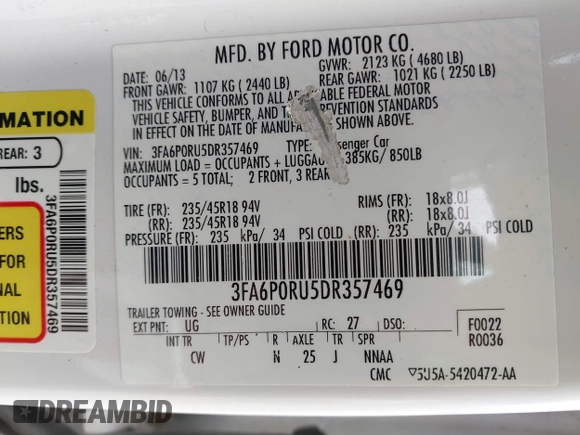 MFD. BY FORD MOTOR CO.
DATE: 06/13
GVWR: 2123 KG (4680 LB)
FRONT GAWR: 1107 KG (2440 LB)
REAR GAWR: 1021 KG (2250 LB)
THIS VEHICLE CONFORMS TO ALL APPLICABLE FEDERAL MOTOR
VEHICLE SAFETY, BUMPER, AND PREVENTION STANDARDS
IN EFFECT ON THE DATE OF MANUFA SHOWN ABOVE.
VIN: 3FA6P0RU5DR357469 TYPE: Passenger Car
MAXIMUM LOAD = OCCUPANTS + LUGGAG 385KG/ 850LB
OCCUPANTS = 5 TOTAL; 2 FRONT, 3 REAR
TIRE (FR): 235/45R18 94V RIMS (FR): 18x8.0J
(RR): 235/45R18 94V (RR): 18x8.0J
PRESSURE (FR): 235 kPa/ 34 PSI COLD (RR): 235 kPa/ 34 PSI COLD
3FA6P0RU5DR357469
TRAILER TOWING - SEE OWNER GUIDE
EXT PNT: UG RC: 27 DSO:
F0022
R0036
INT TR TP/PS R AXLE TR SPR
CW N 25 J NNAA
CMC ▽5U5A-5420472-AA
MATION
REAR: 3
lbs.
ERS
FOR
NAL
N
3FA6P0RU5DR357469
DREAMBID